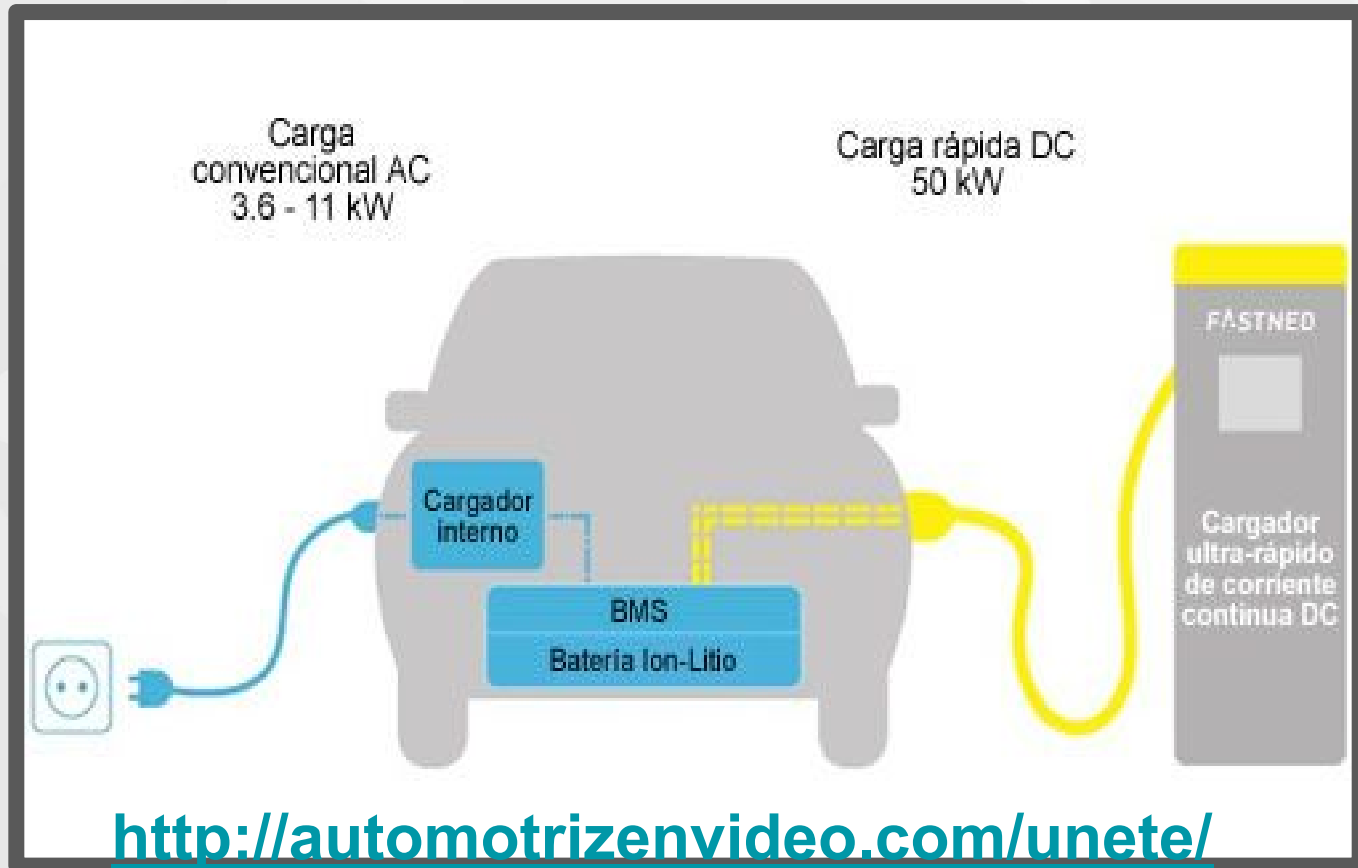 Carga
convencional AC
3.6 - 11 kW
Carga rápida DC
50 kW
FASTNED
Cargador
interno
BMS
Batería Ion-Litio
Cargador
ultra-rápido
de corriente
continua DC
http://automotrizenvideo.com/unete/